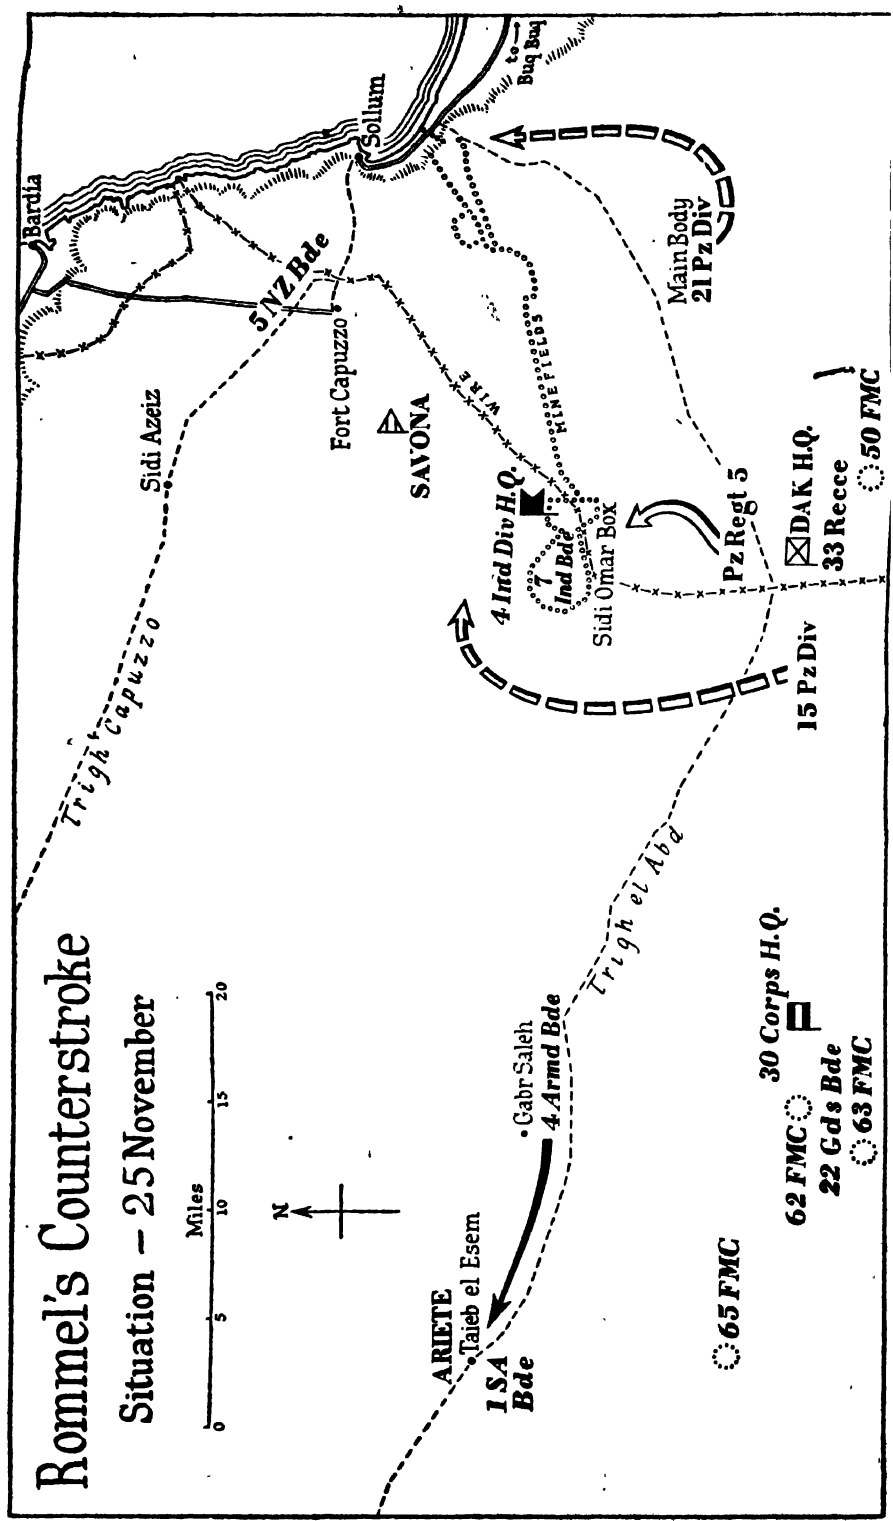 Rommel's Counterstroke
Situation – 25 November
Miles
0 5 10 15 20
N
Bardia
Sollum
to
Buq Buq
5 NZ Bde
Sidi Azeiz
Fort Capuzzo
SAVONA
WIRE
MINEFIELDS
Trigh Capuzzo
4 Ind Div H.Q.
7
Ind Bde
Sidi Omar Box
Main Body
21 Pz Div
Pz Regt 5
DAK H.Q.
33 Recce
50 FMC
15 Pz Div
Trigh el Abd
Gabr Saleh
4 Armd Bde
ARIETE
Taieb el Esem
1 SA
Bde
30 Corps H.Q.
62 FMC
22 Gds Bde
63 FMC
65 FMC